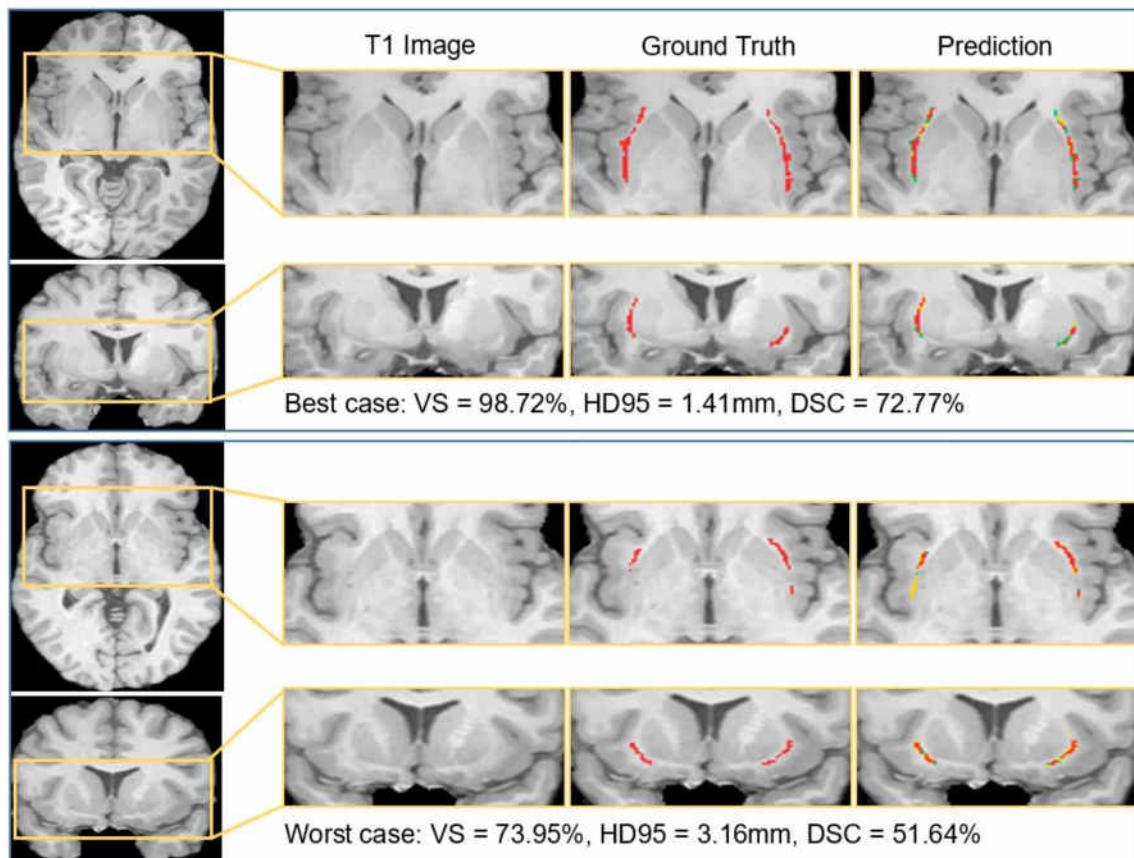 T1 Image
Ground Truth
Prediction
Best case: VS = 98.72%, HD95 = 1.41mm, DSC = 72.77%
Worst case: VS = 73.95%, HD95 = 3.16mm, DSC = 51.64%